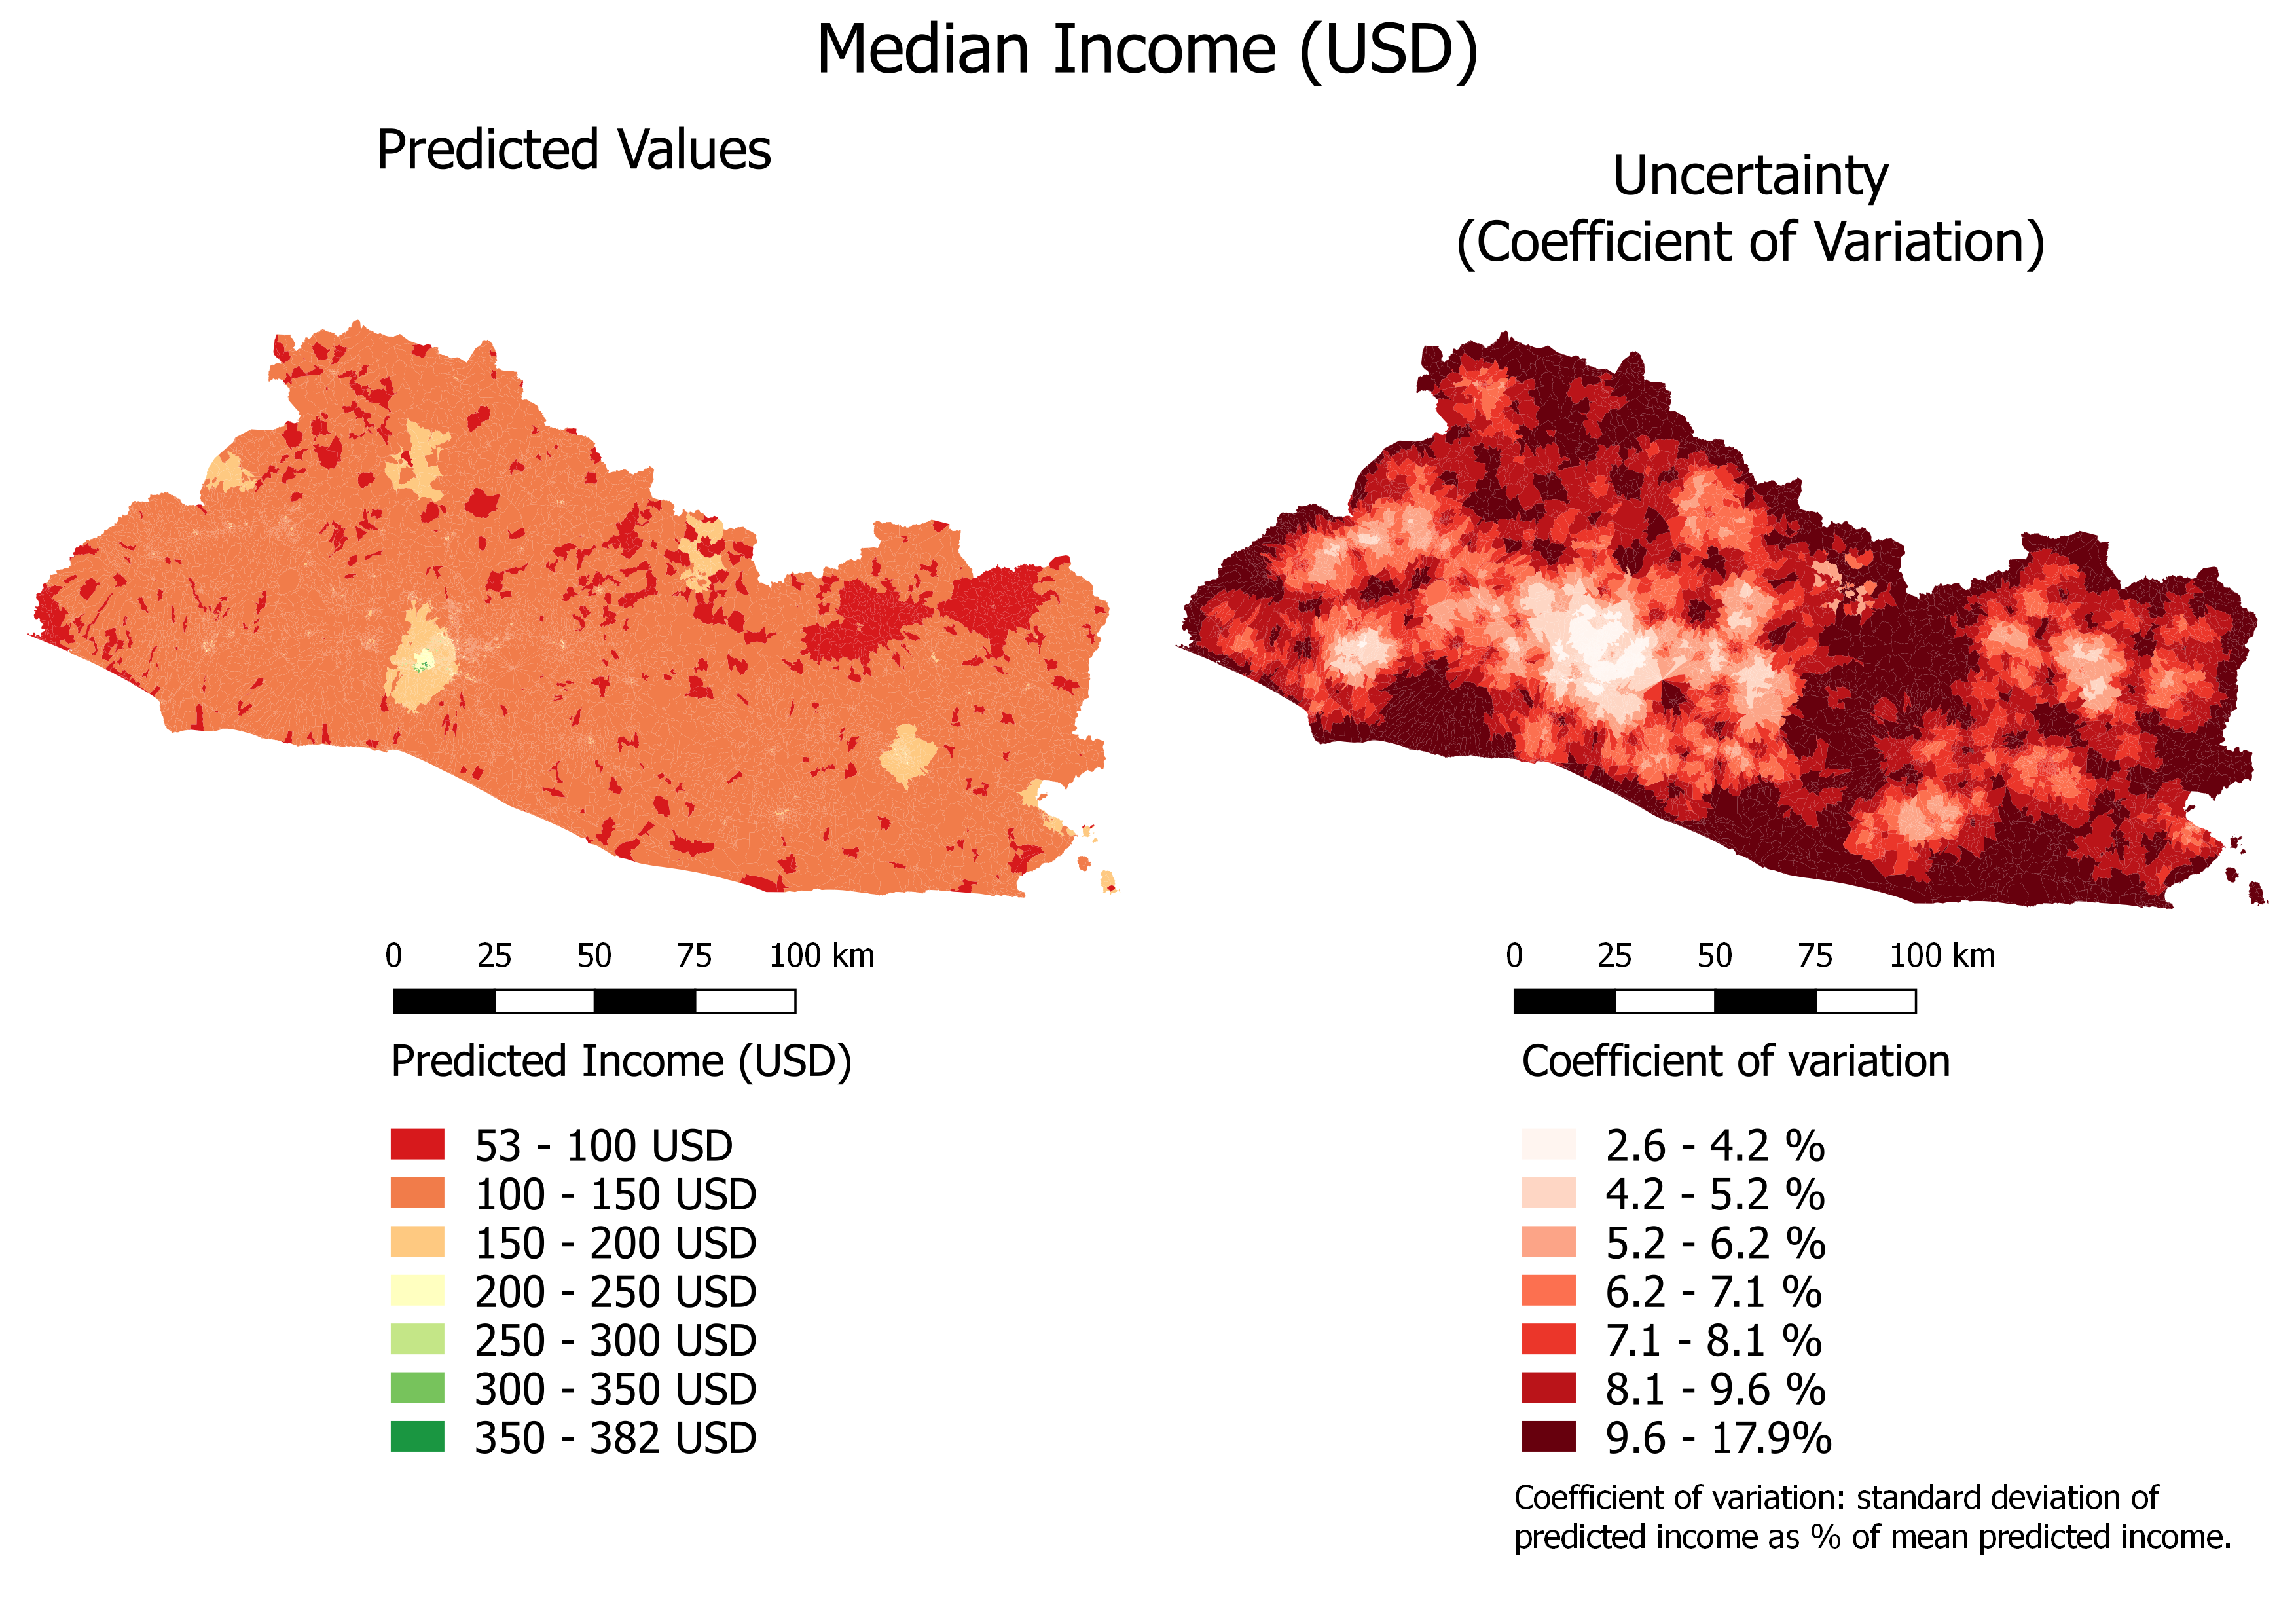 Median Income (USD)
Predicted Values
Uncertainty
(Coefficient of Variation)
0 25 50 75 100 km
Predicted Income (USD)
53 - 100 USD
100 - 150 USD
150 - 200 USD
200 - 250 USD
250 - 300 USD
300 - 350 USD
350 - 382 USD
0 25 50 75 100 km
Coefficient of variation
2.6 - 4.2 %
4.2 - 5.2 %
5.2 - 6.2 %
6.2 - 7.1 %
7.1 - 8.1 %
8.1 - 9.6 %
9.6 - 17.9%
Coefficient of variation: standard deviation of
predicted income as % of mean predicted income.